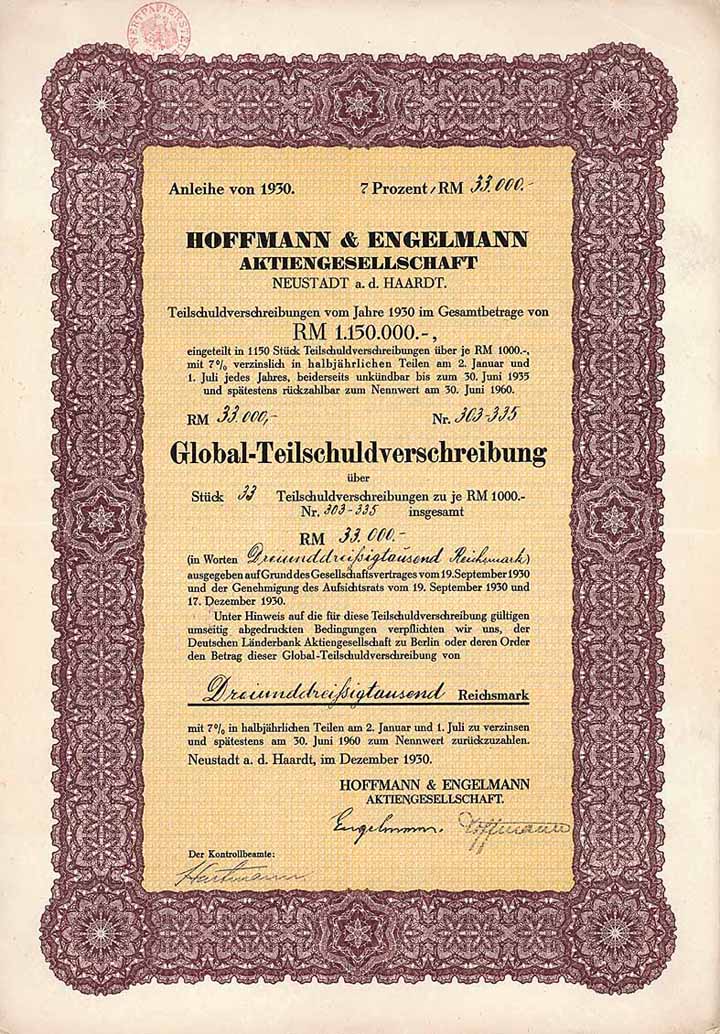 WERTPAPIERSTE
Anleihe von 1930. 7 Prozent, RM 33.000.-
HOFFMANN & ENGELMANN
AKTIENGESELLSCHAFT
NEUSTADT a. d. HAARDT.
Teilschuldverschreibungen vom Jahre 1930 im Gesamtbetrage von
RM 1.150.000.-,
eingeteilt in 1150 Stück Teilschuldverschreibungen über je RM 1000.-,
mit 7% verzinslich in halbjährlichen Teilen am 2. Januar und
1. Juli jedes Jahres, beiderseits unkündbar bis zum 30. Juni 1935
und spätestens rückzahlbar zum Nennwert am 30. Juni 1960.
RM 33.000,- Nr. 303-335
Global-Teilschuldverschreibung
über
Stück 33 Teilschuldverschreibungen zu je RM 1000.-
Nr. 303-335 insgesamt
RM 33.000.-
(in Worten Dreiunddreißigtausend Reichsmark)
ausgegeben auf Grund des Gesellschaftsvertrages vom 19. September 1930
und der Genehmigung des Aufsichtsrats vom 19. September 1930 und
17. Dezember 1930.
Unter Hinweis auf die für diese Teilschuldverschreibung gültigen
umseitig abgedruckten Bedingungen verpflichten wir uns, der
Deutschen Länderbank Aktiengesellschaft zu Berlin oder deren Order
den Betrag dieser Global-Teilschuldverschreibung von
Dreiunddreißigtausend Reichsmark
mit 7% in halbjährlichen Teilen am 2. Januar und 1. Juli zu verzinsen
und spätestens am 30. Juni 1960 zum Nennwert zurückzuzahlen.
Neustadt a. d. Haardt, im Dezember 1930.
HOFFMANN & ENGELMANN
AKTIENGESELLSCHAFT.
Engelmann. Hoffmann
Der Kontrollbeamte:
Hartmann